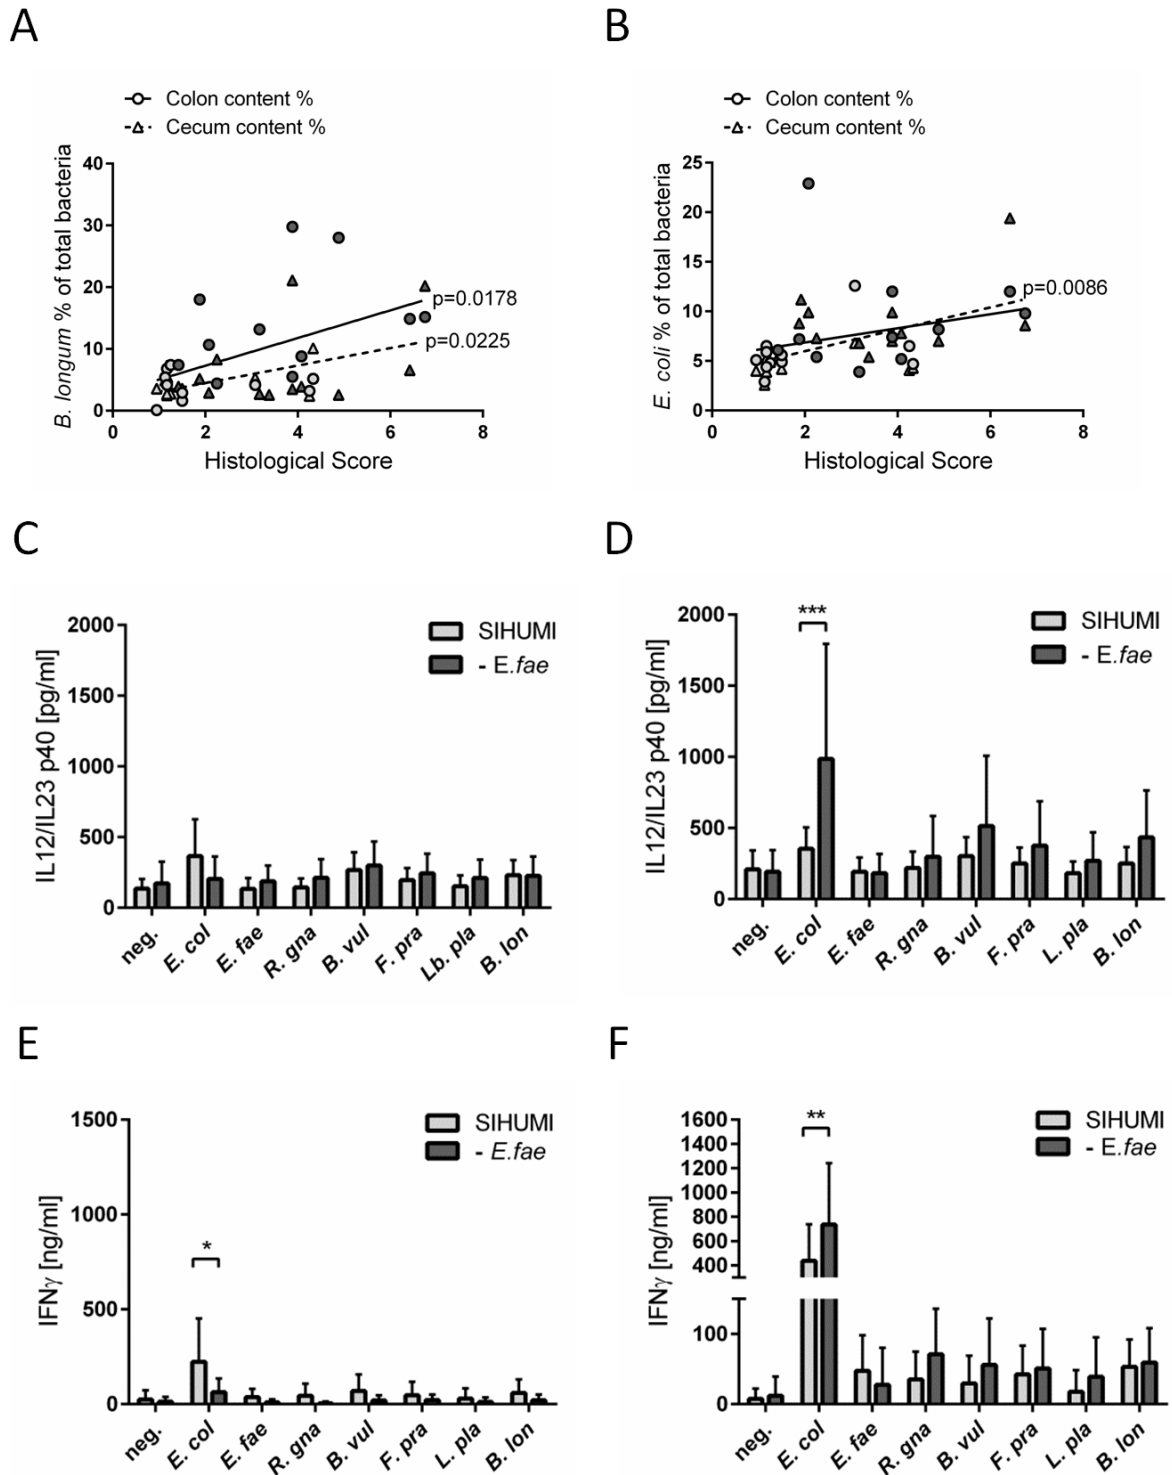 A
B
Colon content %
Cecum content %
B. longum % of total bacteria
40
30
20
10
0
p=0.0178
p=0.0225
0
2
4
6
8
Histological Score
Colon content %
Cecum content %
E. coli % of total bacteria
25
20
15
10
5
0
p=0.0086
0
2
4
6
8
Histological Score
C
D
IL12/IL23 p40 [pg/ml]
2000
1500
1000
500
0
SIHUMI
- E.fae
neg.
E. col
E. fae
R. gna
B. vul
F. pra
Lb. pla
B. lon
IL12/IL23 p40 [pg/ml]
2000
1500
1000
500
0
***
SIHUMI
- E.fae
neg.
E. col
E. fae
R. gna
B. vul
F. pra
L. pla
B. lon
E
F
IFNγ [ng/ml]
1500
1000
500
0
*
SIHUMI
- E.fae
neg.
E. col
E. fae
R. gna
B. vul
F. pra
L. pla
B. lon
IFNγ [ng/ml]
1600
1400
1200
1000
800
600
400
100
0
**
SIHUMI
- E.fae
neg.
E. col
E. fae
R. gna
B. vul
F. pra
L. pla
B. lon